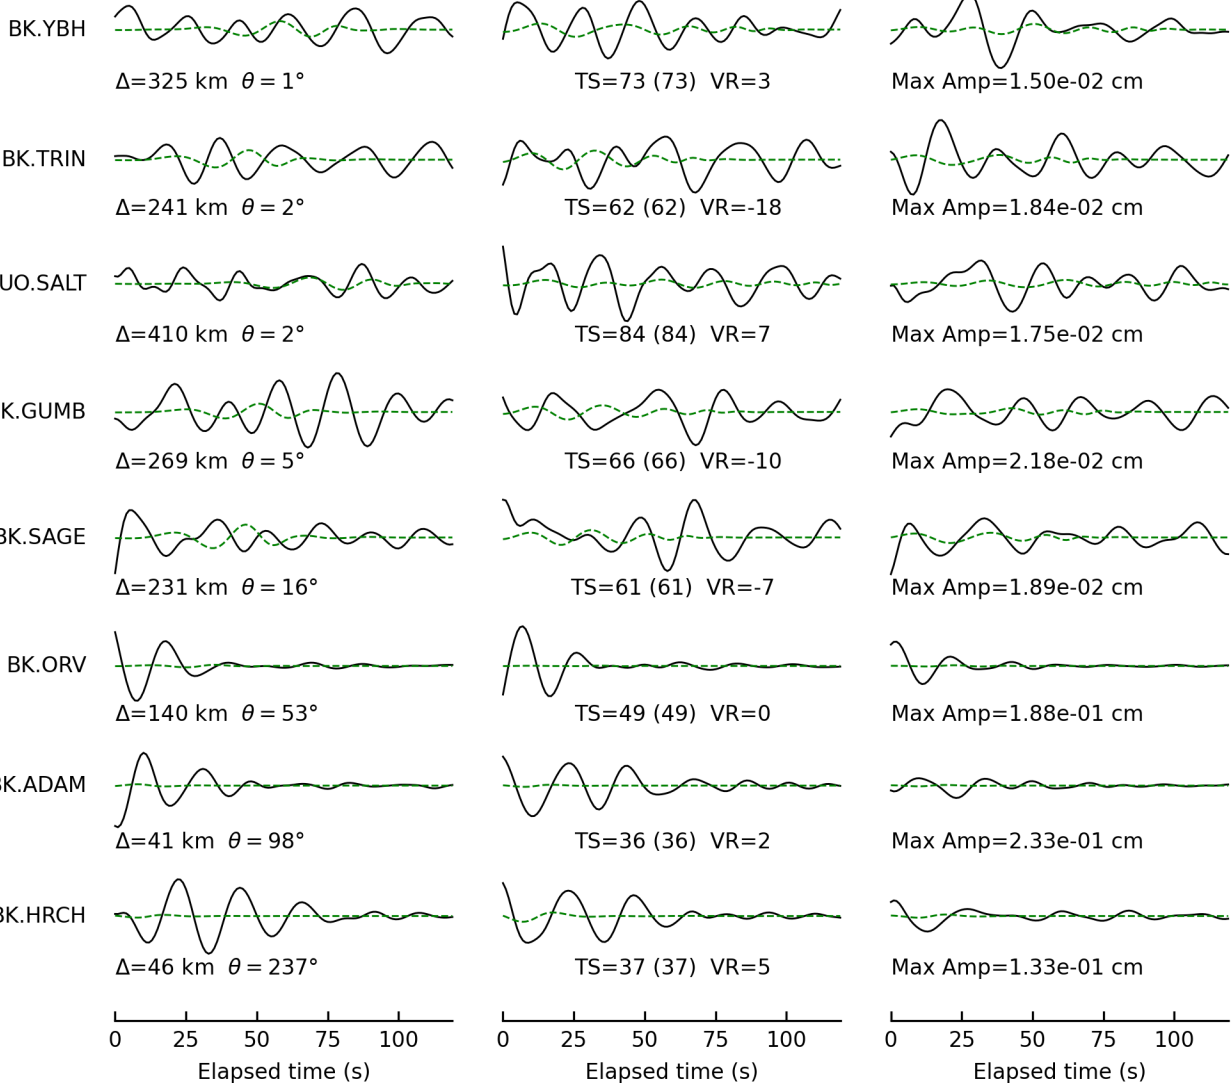 BK.YBH
Δ=325 km θ = 1° TS=73 (73) VR=3 Max Amp=1.50e-02 cm
BK.TRIN
Δ=241 km θ = 2° TS=62 (62) VR=-18 Max Amp=1.84e-02 cm
UO.SALT
Δ=410 km θ = 2° TS=84 (84) VR=7 Max Amp=1.75e-02 cm
K.GUMB
Δ=269 km θ = 5° TS=66 (66) VR=-10 Max Amp=2.18e-02 cm
BK.SAGE
Δ=231 km θ = 16° TS=61 (61) VR=-7 Max Amp=1.89e-02 cm
BK.ORV
Δ=140 km θ = 53° TS=49 (49) VR=0 Max Amp=1.88e-01 cm
BK.ADAM
Δ=41 km θ = 98° TS=36 (36) VR=2 Max Amp=2.33e-01 cm
BK.HRCH
Δ=46 km θ = 237° TS=37 (37) VR=5 Max Amp=1.33e-01 cm
0 25 50 75 100 0 25 50 75 100 0 25 50 75 100
Elapsed time (s) Elapsed time (s) Elapsed time (s)